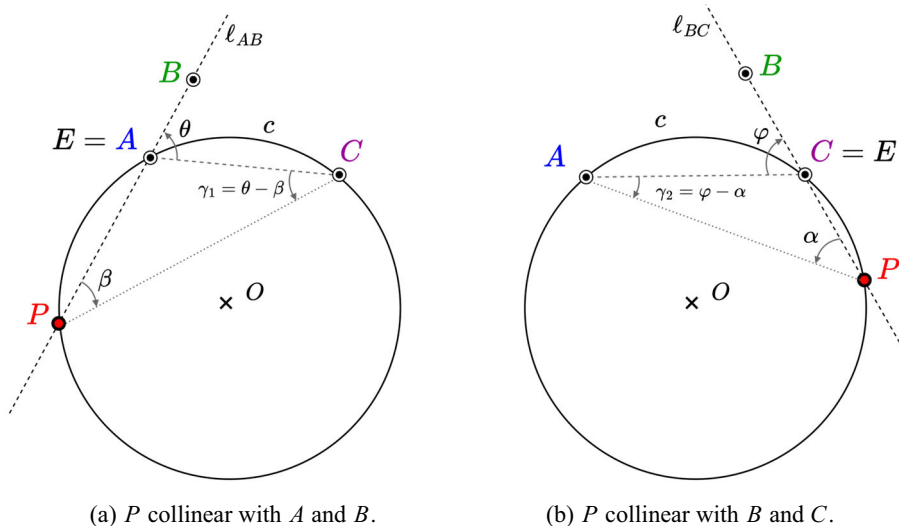 ℓ_AB
B
E = A
θ
c
C
γ₁ = θ − β
β
P
O
(a) P collinear with A and B.
ℓ_BC
B
c
φ
A
C = E
γ₂ = φ − α
α
P
O
(b) P collinear with B and C.